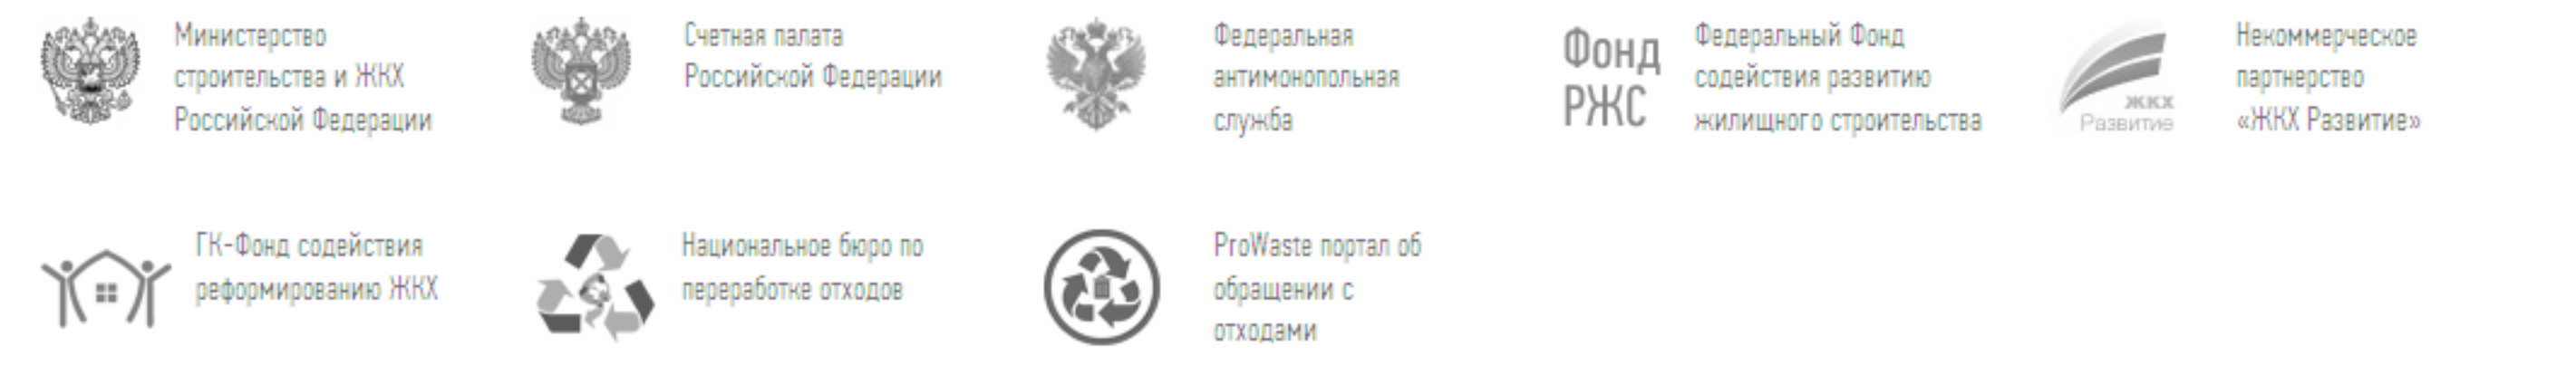 Министерство
строительства и ЖКХ
Российской Федерации
Счетная палата
Российской Федерации
Федеральная
антимонопольная
служба
Фонд
РЖС
Федеральный Фонд
содействия развитию
жилищного строительства
ЖКХ
Развитие
Некоммерческое
партнерство
«ЖКХ Развитие»
ГК-Фонд содействия
реформированию ЖКХ
Национальное бюро по
переработке отходов
ProWaste портал об
обращении с
отходами